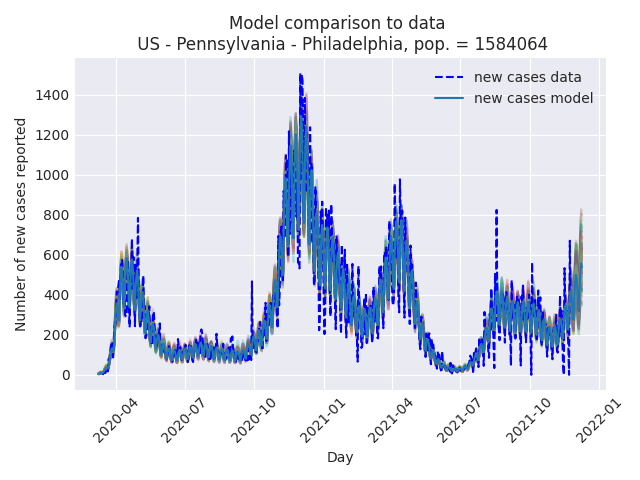 Model comparison to data
US - Pennsylvania - Philadelphia, pop. = 1584064
new cases data
new cases model
Number of new cases reported
1400
1200
1000
800
600
400
200
0
2020-04
2020-07
2020-10
2021-01
2021-04
2021-07
2021-10
2022-01
Day